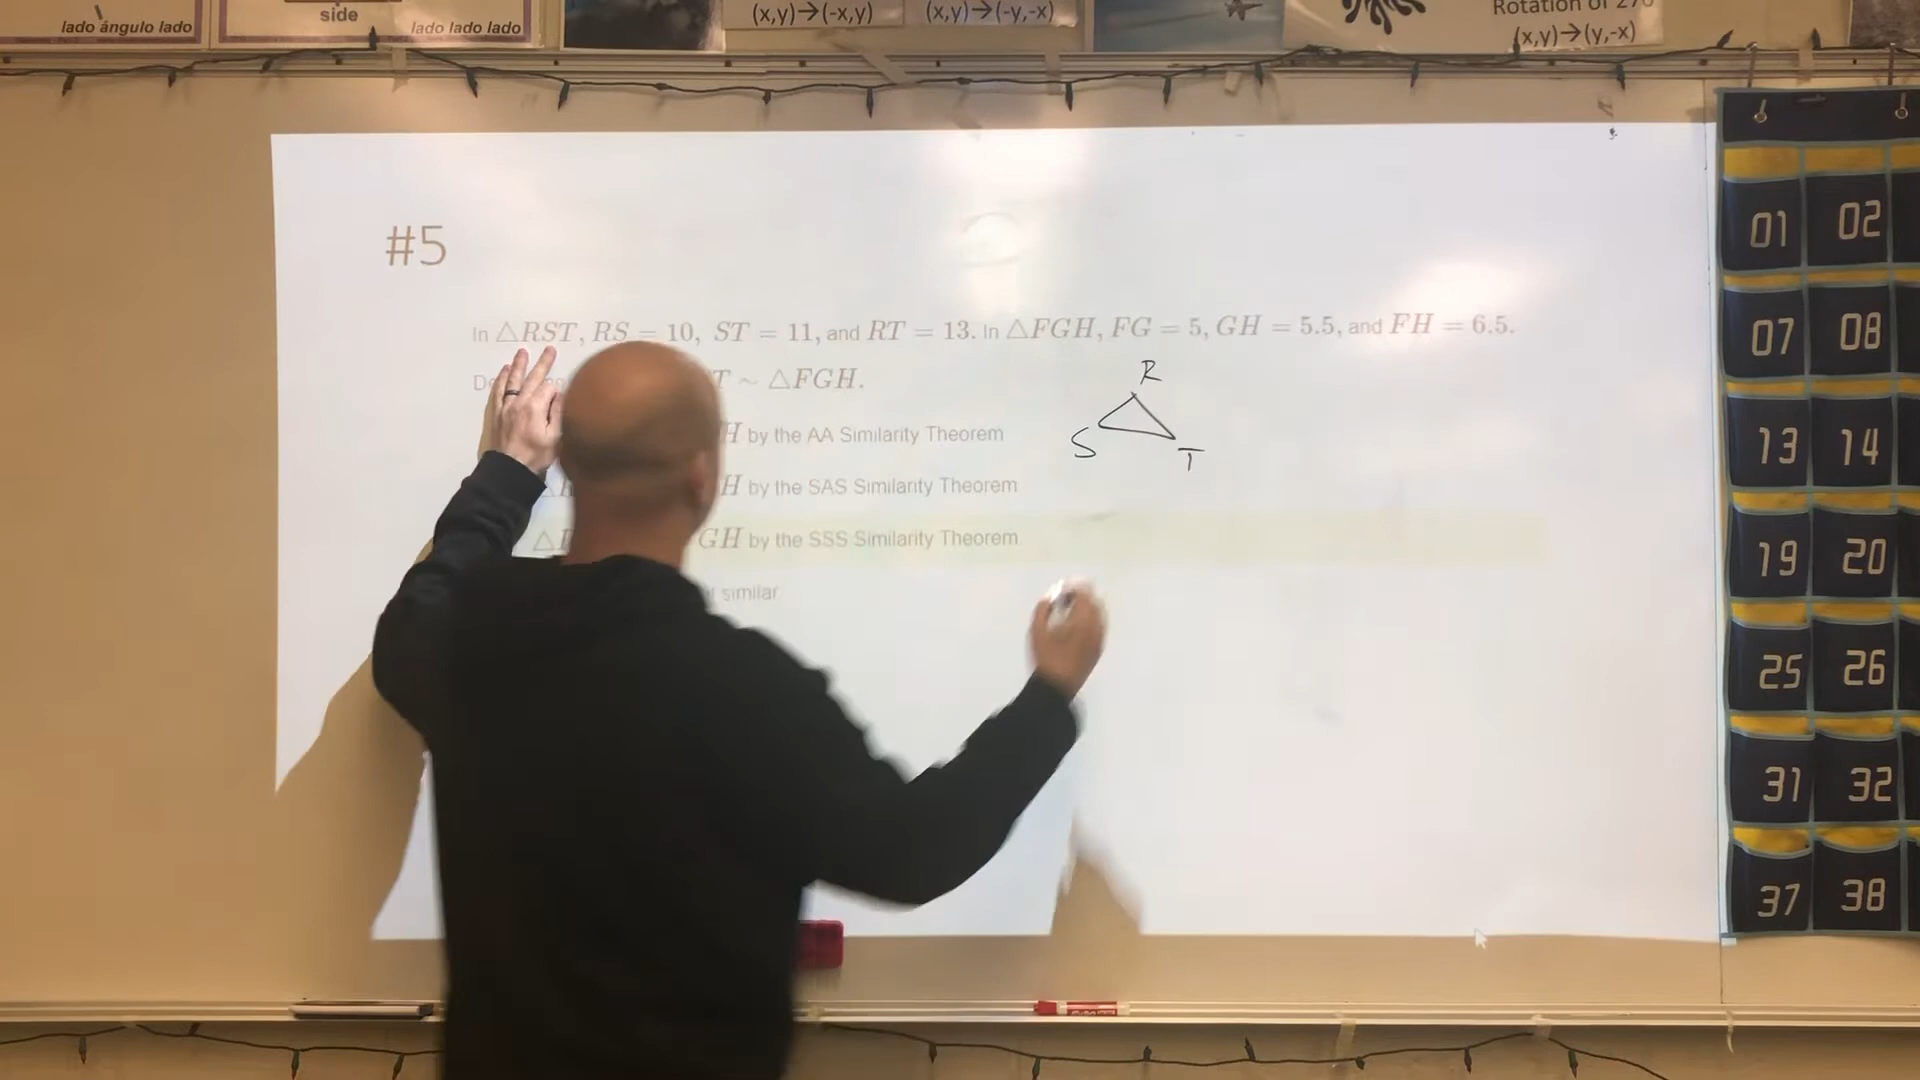 lado ángulo lado
side
lado lado lado
(x,y)→(-x,y)
(x,y)→(-y,-x)
Rotation of 270
(x,y)→(y,-x)
#5
In △RST, RS = 10, ST = 11, and RT = 13. In △FGH, FG = 5, GH = 5.5, and FH = 6.5.
T ~ △FGH.
H by the AA Similarity Theorem
H by the SAS Similarity Theorem
GH by the SSS Similarity Theorem
similar
R
S
T
01 02
07 08
13 14
19 20
25 26
31 32
37 38